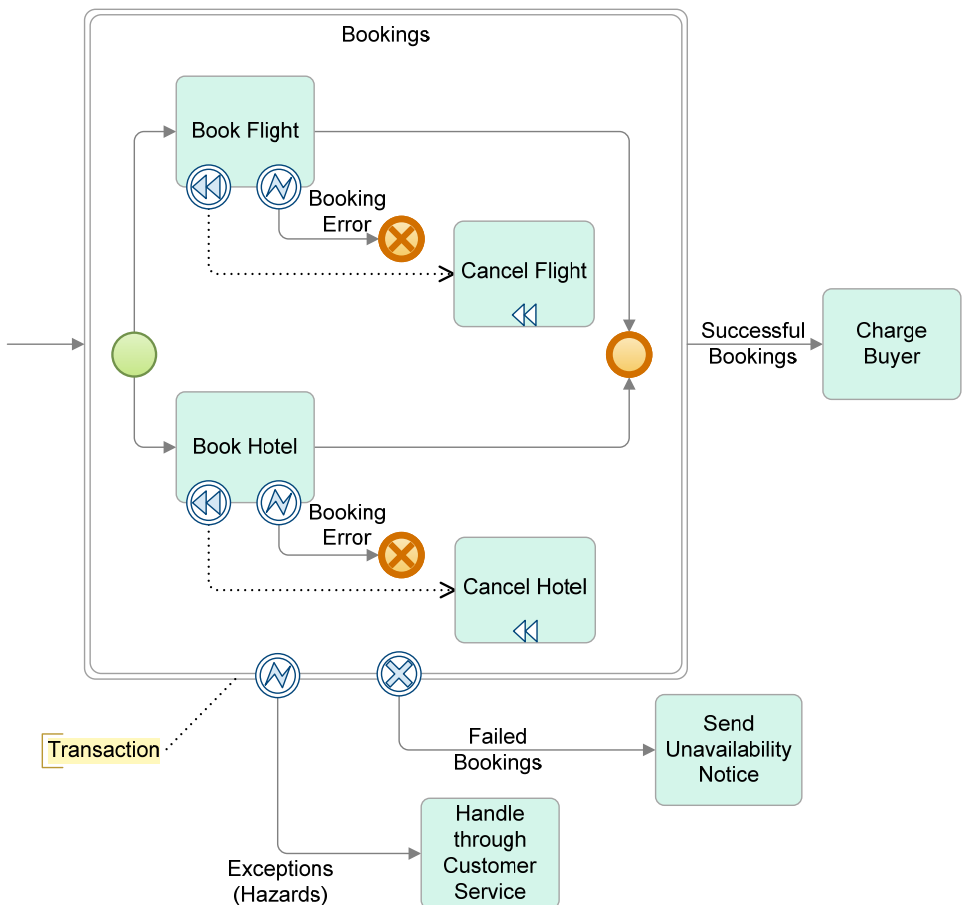 Bookings
Book Flight
Booking
Error
Cancel Flight
Successful
Bookings
Charge
Buyer
Book Hotel
Booking
Error
Cancel Hotel
Transaction
Failed
Bookings
Send
Unavailability
Notice
Exceptions
(Hazards)
Handle
through
Customer
Service